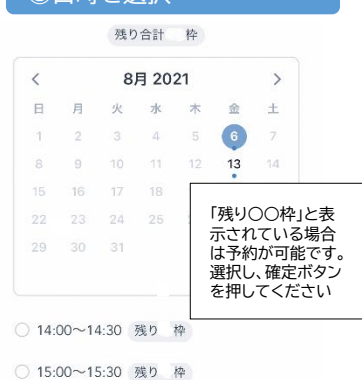 日時を選択
残り合計 枠
< 8月 2021 >
日 月 火 水 木 金 土
1 2 3 4 5 6 7
8 9 10 11 12 13 14
15 16 17 18
22 23 24 25
29 30 31
「残り〇〇枠」と表
示されている場合
は予約が可能です。
選択し、確定ボタン
を押してください
14:00~14:30 残り 枠
15:00~15:30 残り 枠